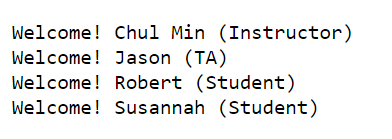 Welcome! Chul Min (Instructor)
Welcome! Jason (TA)
Welcome! Robert (Student)
Welcome! Susannah (Student)